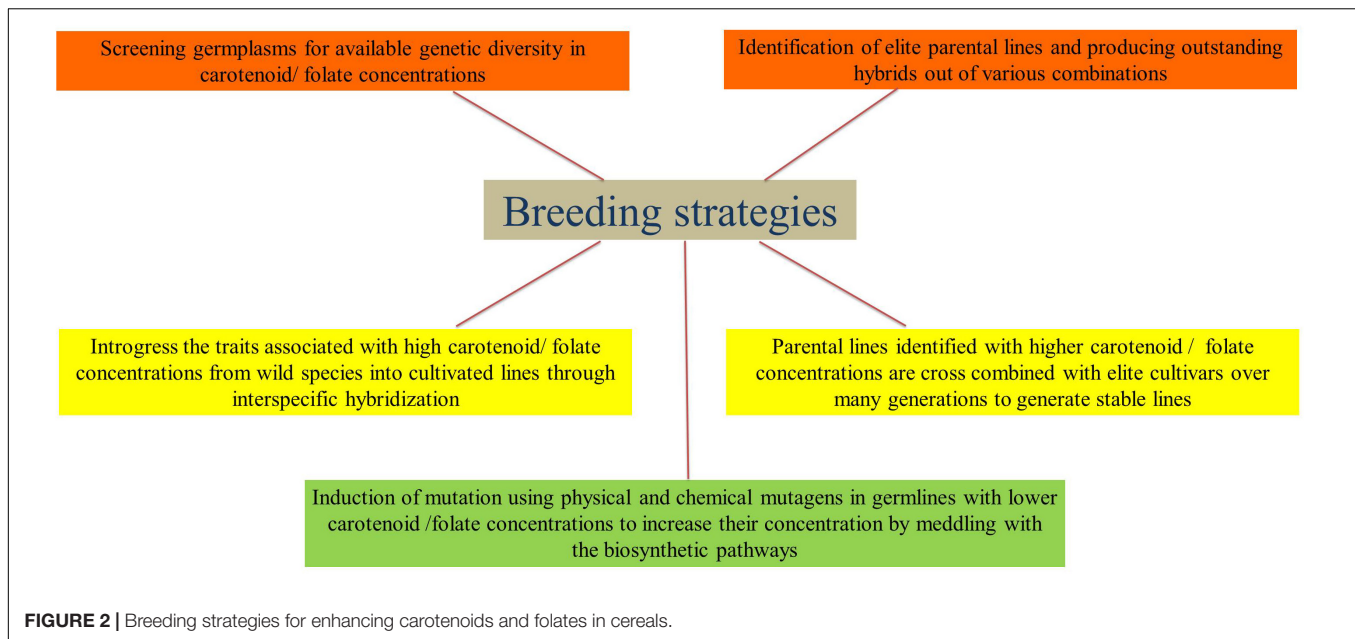 Screening germplasms for available genetic diversity in
carotenoid/ folate concentrations
Identification of elite parental lines and producing outstanding
hybrids out of various combinations
Breeding strategies
Introgress the traits associated with high carotenoid/ folate
concentrations from wild species into cultivated lines through
interspecific hybridization
Parental lines identified with higher carotenoid / folate
concentrations are cross combined with elite cultivars over
many generations to generate stable lines
Induction of mutation using physical and chemical mutagens in germlines with lower
carotenoid /folate concentrations to increase their concentration by meddling with
the biosynthetic pathways
FIGURE 2 | Breeding strategies for enhancing carotenoids and folates in cereals.